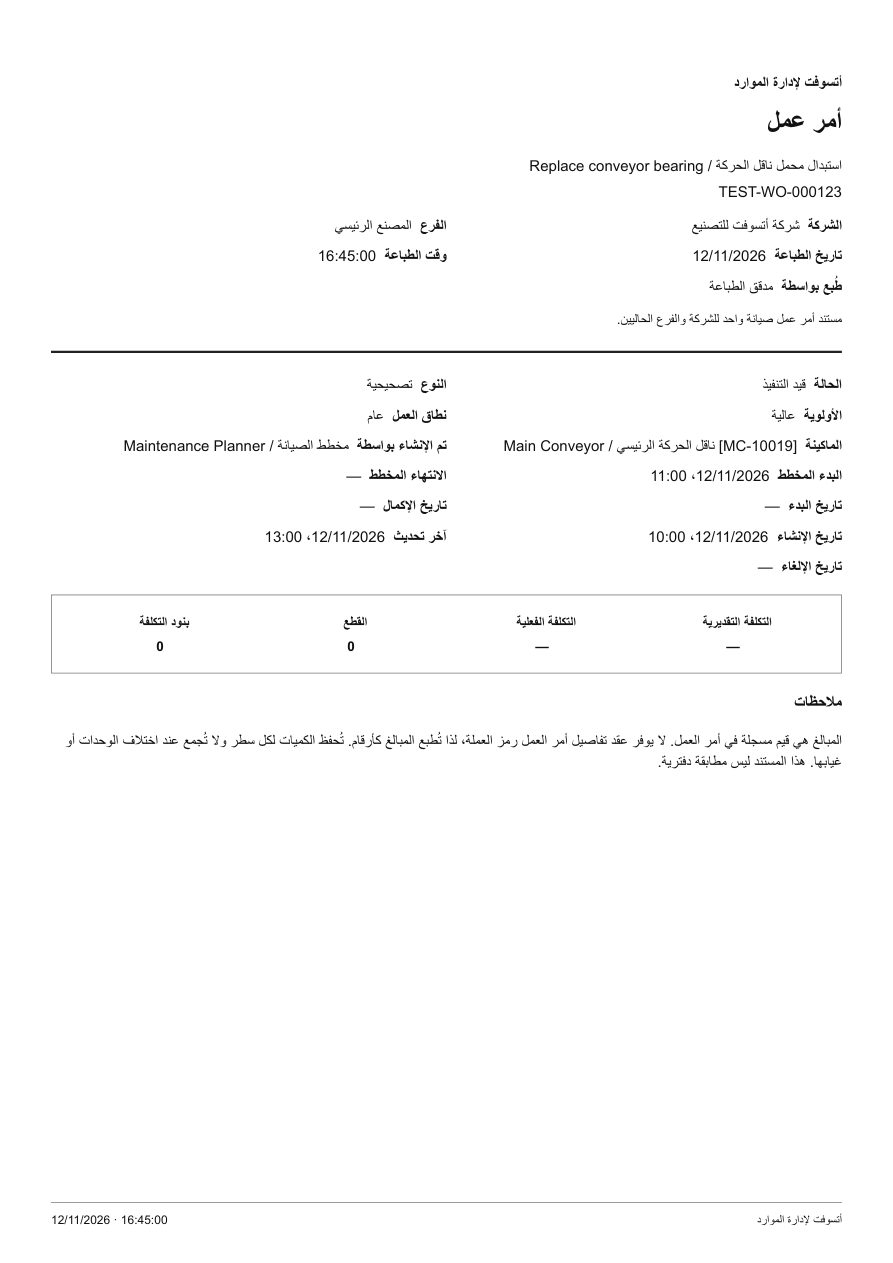 أتسوفت لإدارة الموارد
أمر عمل
استبدال محمل ناقل الحركة / Replace conveyor bearing
TEST-WO-000123
الشركة شركة أتسوفت للتصنيع الفرع المصنع الرئيسي
تاريخ الطباعة 12/11/2026 وقت الطباعة 16:45:00
طُبع بواسطة مدقق الطباعة
مستند أمر عمل صيانة واحد للشركة والفرع الحاليين.
الحالة قيد التنفيذ النوع تصحيحية
الأولوية عالية نطاق العمل عام
الماكينة [MC-10019] ناقل الحركة الرئيسي / Main Conveyor تم الإنشاء بواسطة مخطط الصيانة / Maintenance Planner
البدء المخطط 12/11/2026، 11:00 الانتهاء المخطط —
تاريخ البدء — تاريخ الإكمال —
تاريخ الإنشاء 12/11/2026، 10:00 آخر تحديث 12/11/2026، 13:00
تاريخ الإلغاء —
التكلفة التقديرية التكلفة الفعلية القطع بنود التكلفة
— — 0 0
ملاحظات
المبالغ هي قيم مسجلة في أمر العمل. لا يوفر عقد تفاصيل أمر العمل رمز العملة، لذا تُطبع المبالغ كأرقام. تُحفظ الكميات لكل سطر ولا تُجمع عند اختلاف الوحدات أو
غيابها. هذا المستند ليس مطابقة دفترية.
أتسوفت لإدارة الموارد 12/11/2026 · 16:45:00